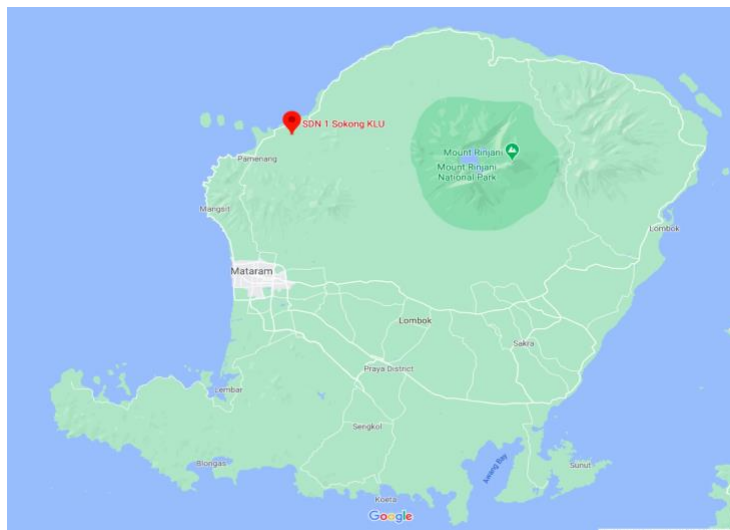 SDN 1 Sokong KLU
Mount Rinjani
Pamenang
Mount Rinjani
National Park
Mangsit
Lombok
Mataram
Lombok
Sakra
Praya District
Lembar
Sengkol
Blongas
Awang Bay
Sunut
Kueta
Google